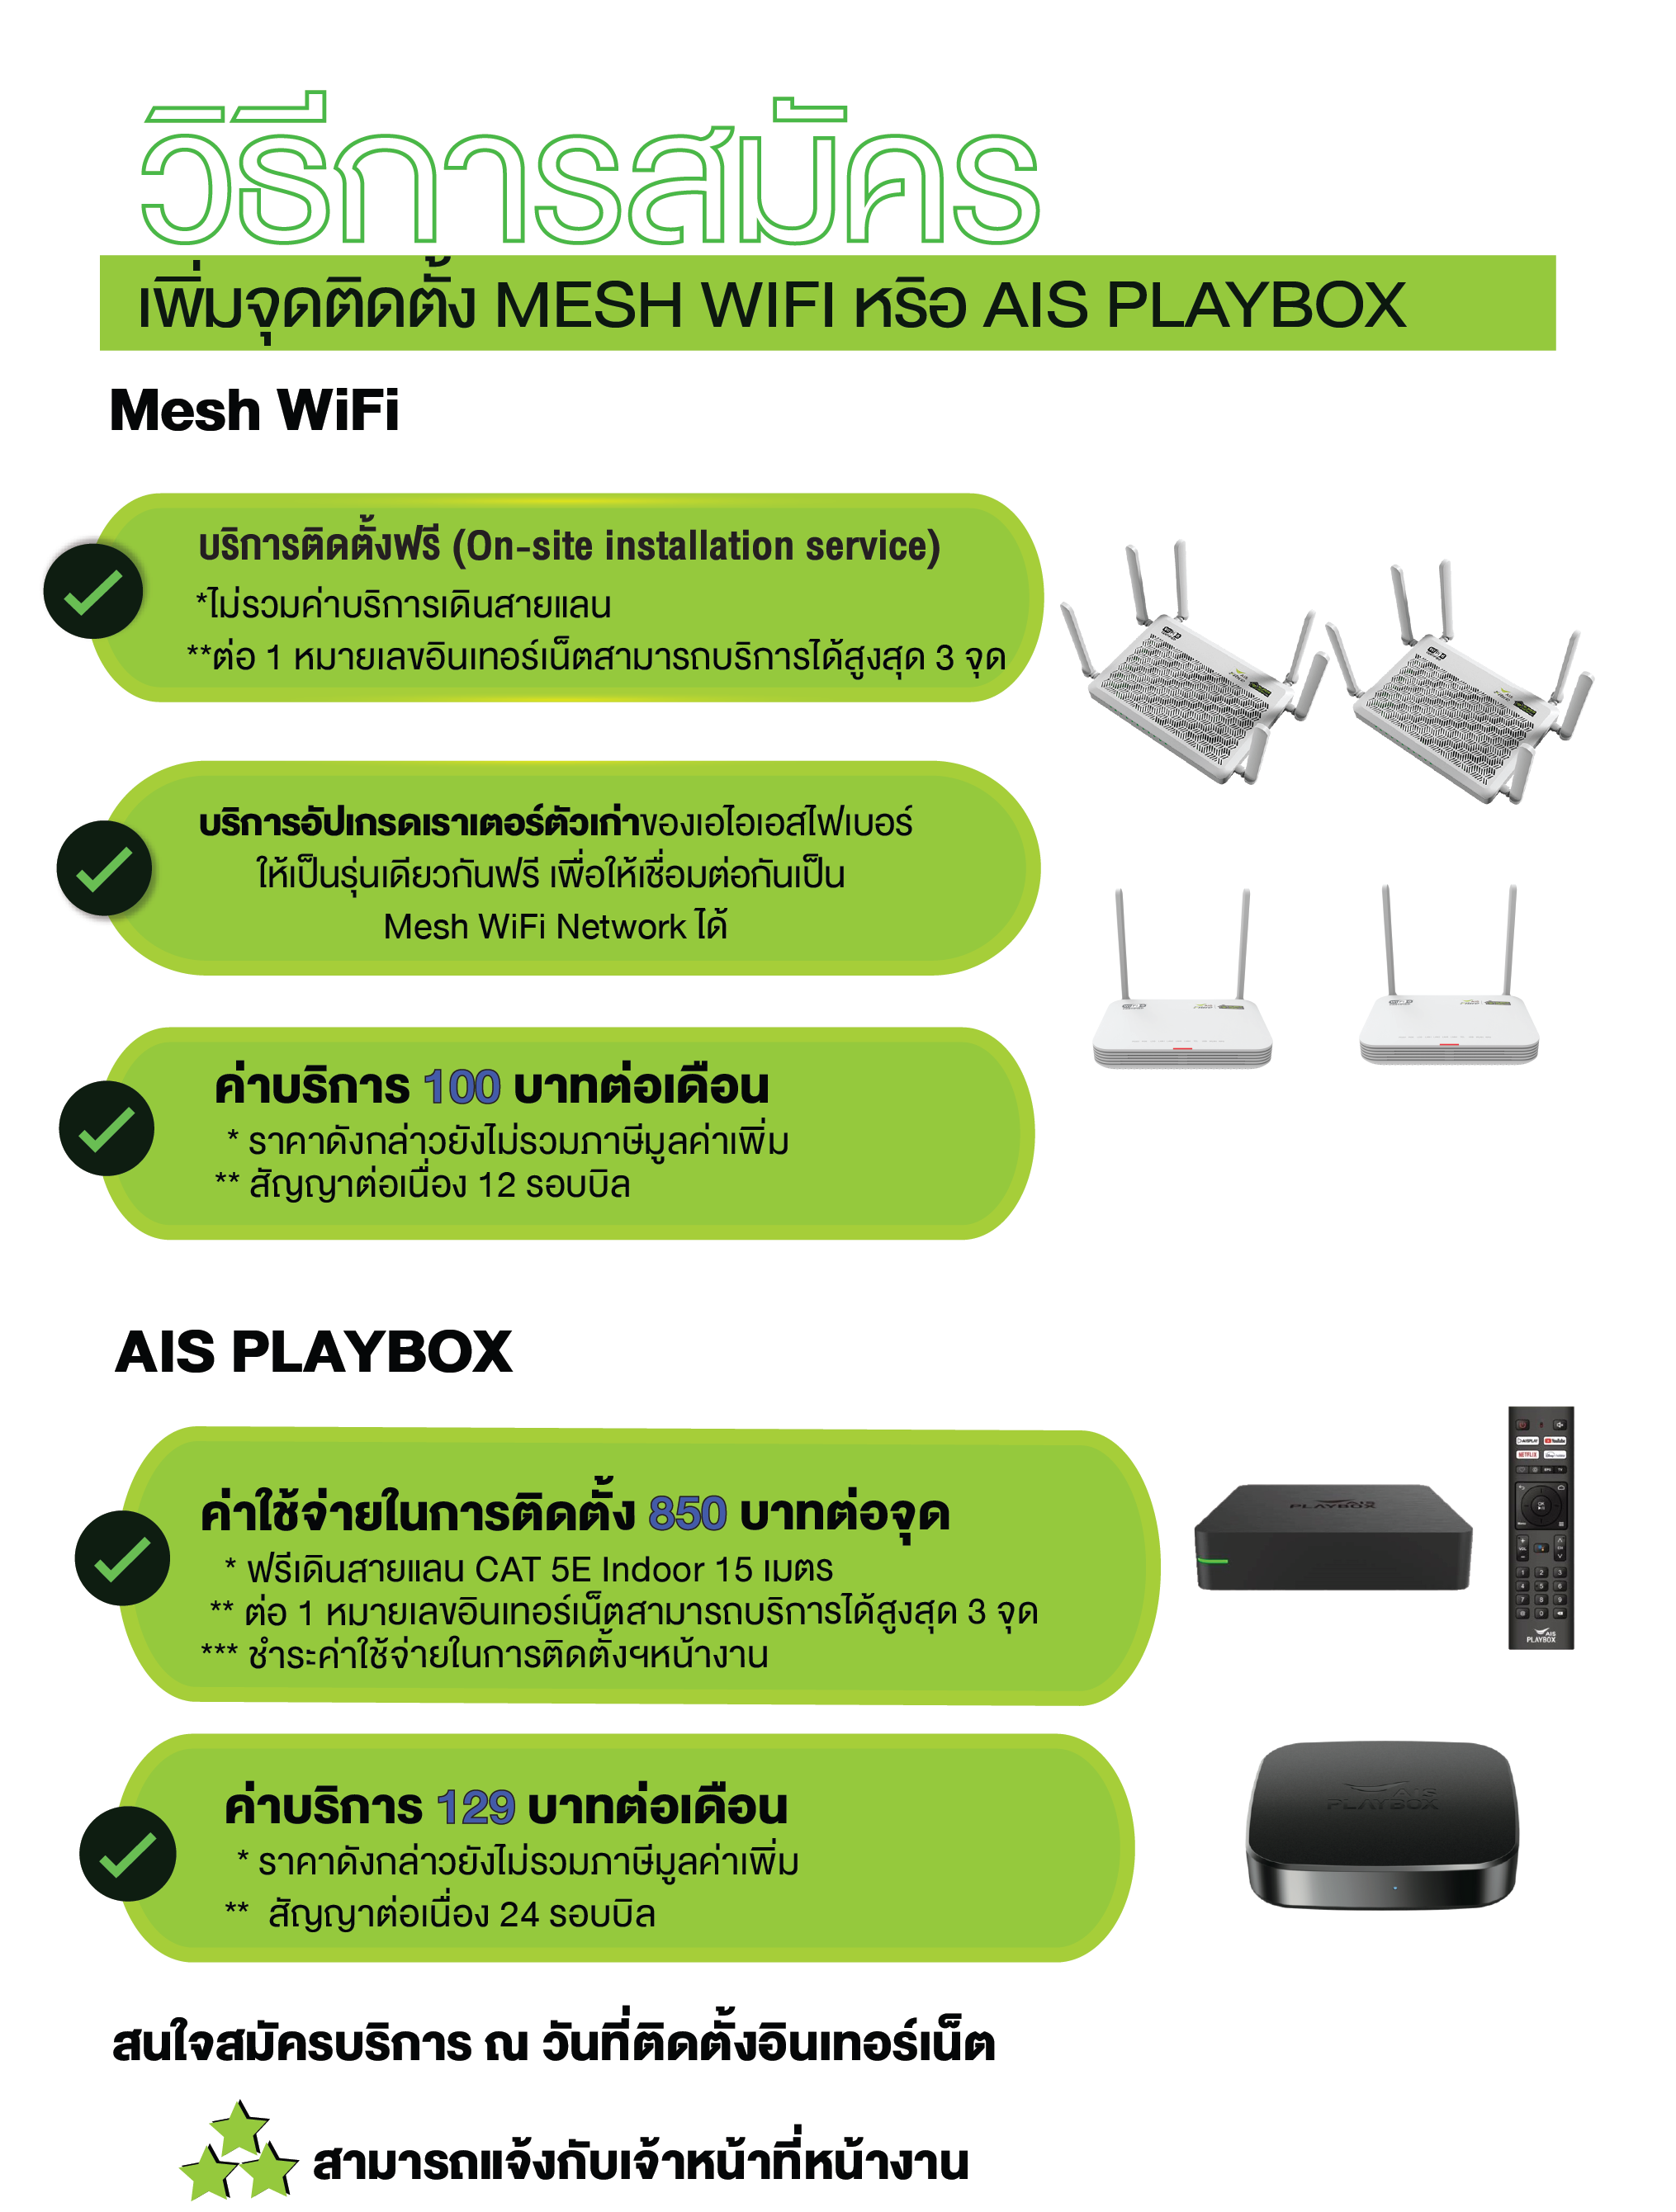 วิธีการสมัคร
เพิ่มจุดติดตั้ง MESH WIFI หรือ AIS PLAYBOX
Mesh WiFi
บริการติดตั้งฟรี (On-site installation service)
*ไม่รวมค่าบริการเดินสายแลน
**ต่อ 1 หมายเลขอินเทอร์เน็ตสามารถบริการได้สูงสุด 3 จุด
บริการอัปเกรดเราเตอร์ตัวเก่าของเอไอเอสไฟเบอร์
ให้เป็นรุ่นเดียวกันฟรี เพื่อให้เชื่อมต่อกันเป็น
Mesh WiFi Network ได้
ค่าบริการ 100 บาทต่อเดือน
* ราคาดังกล่าวยังไม่รวมภาษีมูลค่าเพิ่ม
** สัญญาต่อเนื่อง 12 รอบบิล
AIS PLAYBOX
ค่าใช้จ่ายในการติดตั้ง 850 บาทต่อจุด
* ฟรีเดินสายแลน CAT 5E Indoor 15 เมตร
** ต่อ 1 หมายเลขอินเทอร์เน็ตสามารถบริการได้สูงสุด 3 จุด
*** ชำระค่าใช้จ่ายในการติดตั้งฯหน้างาน
AIS
PLAYBOX
AIS
PLAYBOX
ค่าบริการ 129 บาทต่อเดือน
* ราคาดังกล่าวยังไม่รวมภาษีมูลค่าเพิ่ม
** สัญญาต่อเนื่อง 24 รอบบิล
AIS
PLAYBOX
สนใจสมัครบริการ ณ วันที่ติดตั้งอินเทอร์เน็ต
สามารถแจ้งกับเจ้าหน้าที่หน้างาน